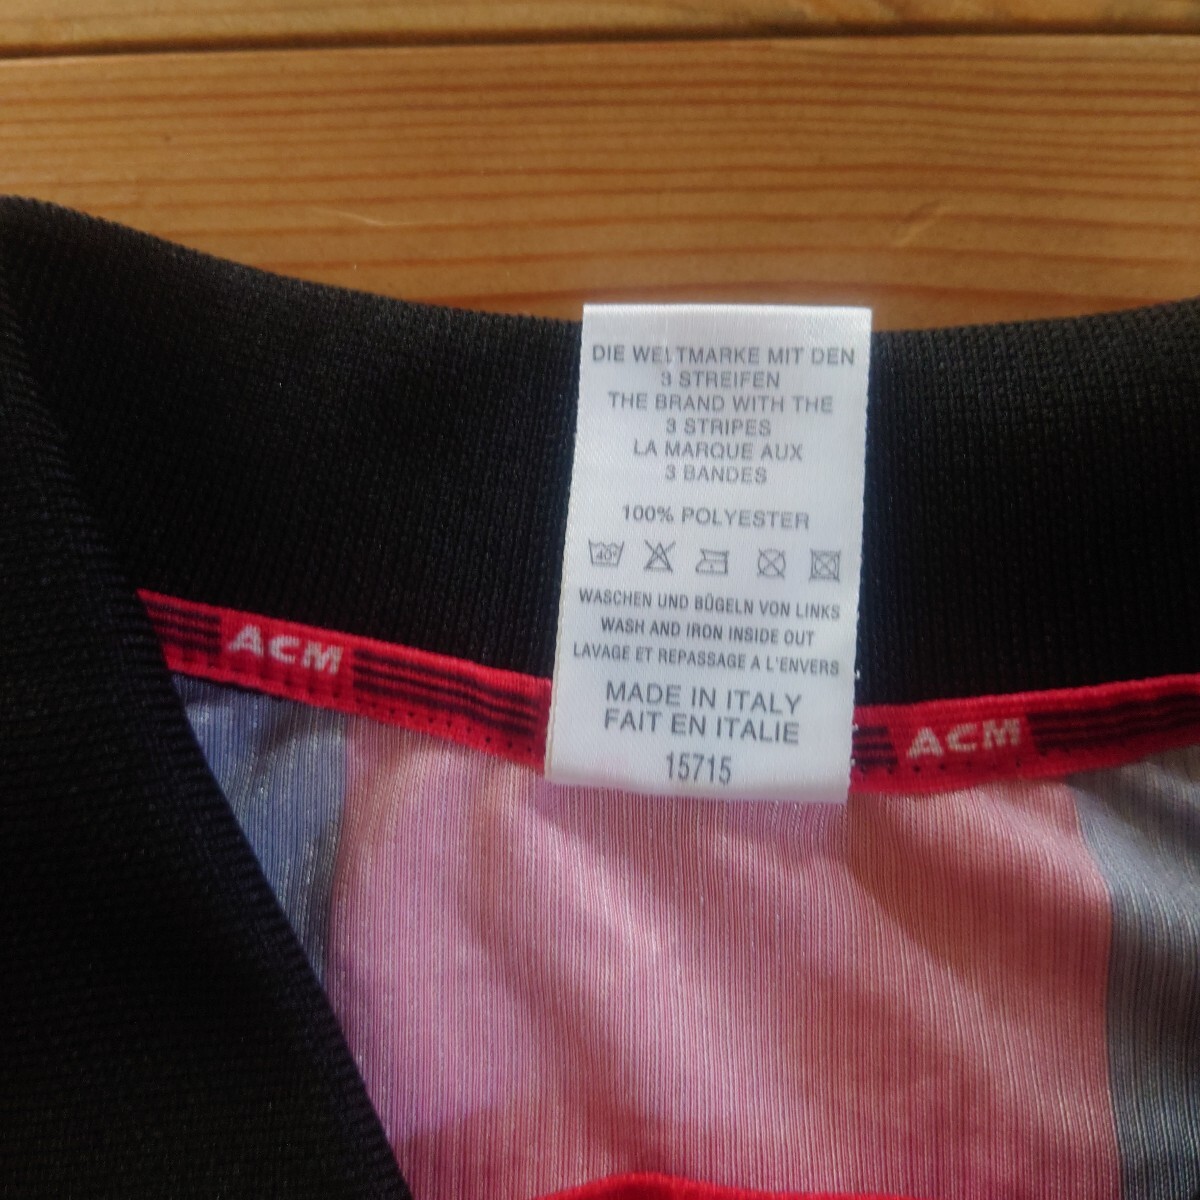 DIE WELTMARKE MIT DEN
3 STREIFEN
THE BRAND WITH THE
3 STRIPES
LA MARQUE AUX
3 BANDES
100% POLYESTER
40°
WASCHEN UND BÜGELN VON LINKS
WASH AND IRON INSIDE OUT
LAVAGE ET REPASSAGE A L'ENVERS
MADE IN ITALY
FAIT EN ITALIE
15715
ACM
ACM